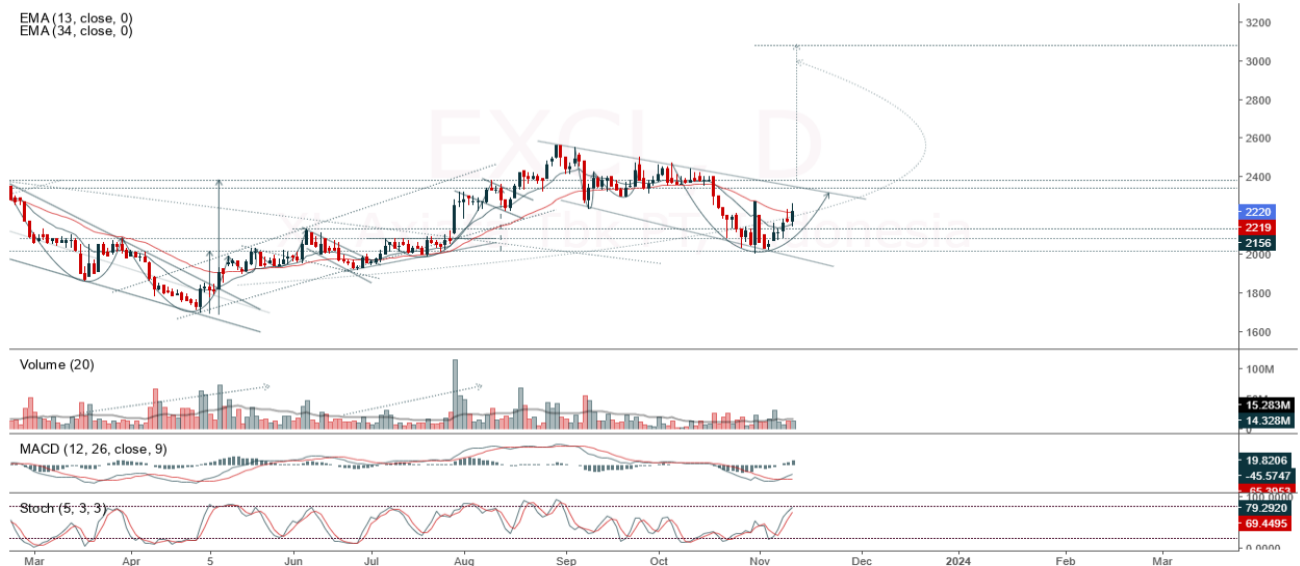 EMA (13, close, 0)
EMA (34, close, 0)
EXCL, D
3200
3000
2800
2600
2400
2220
2219
2156
2000
1800
1600
Volume (20)
100M
15.283M
14.328M
MACD (12, 26, close, 9)
19.8206
-45.5747
-65.3953
Stoch (5, 3, 3)
79.2920
69.4495
0.0000
Mar Apr 5 Jun Jul Aug Sep Oct Nov Dec 2024 Feb Mar